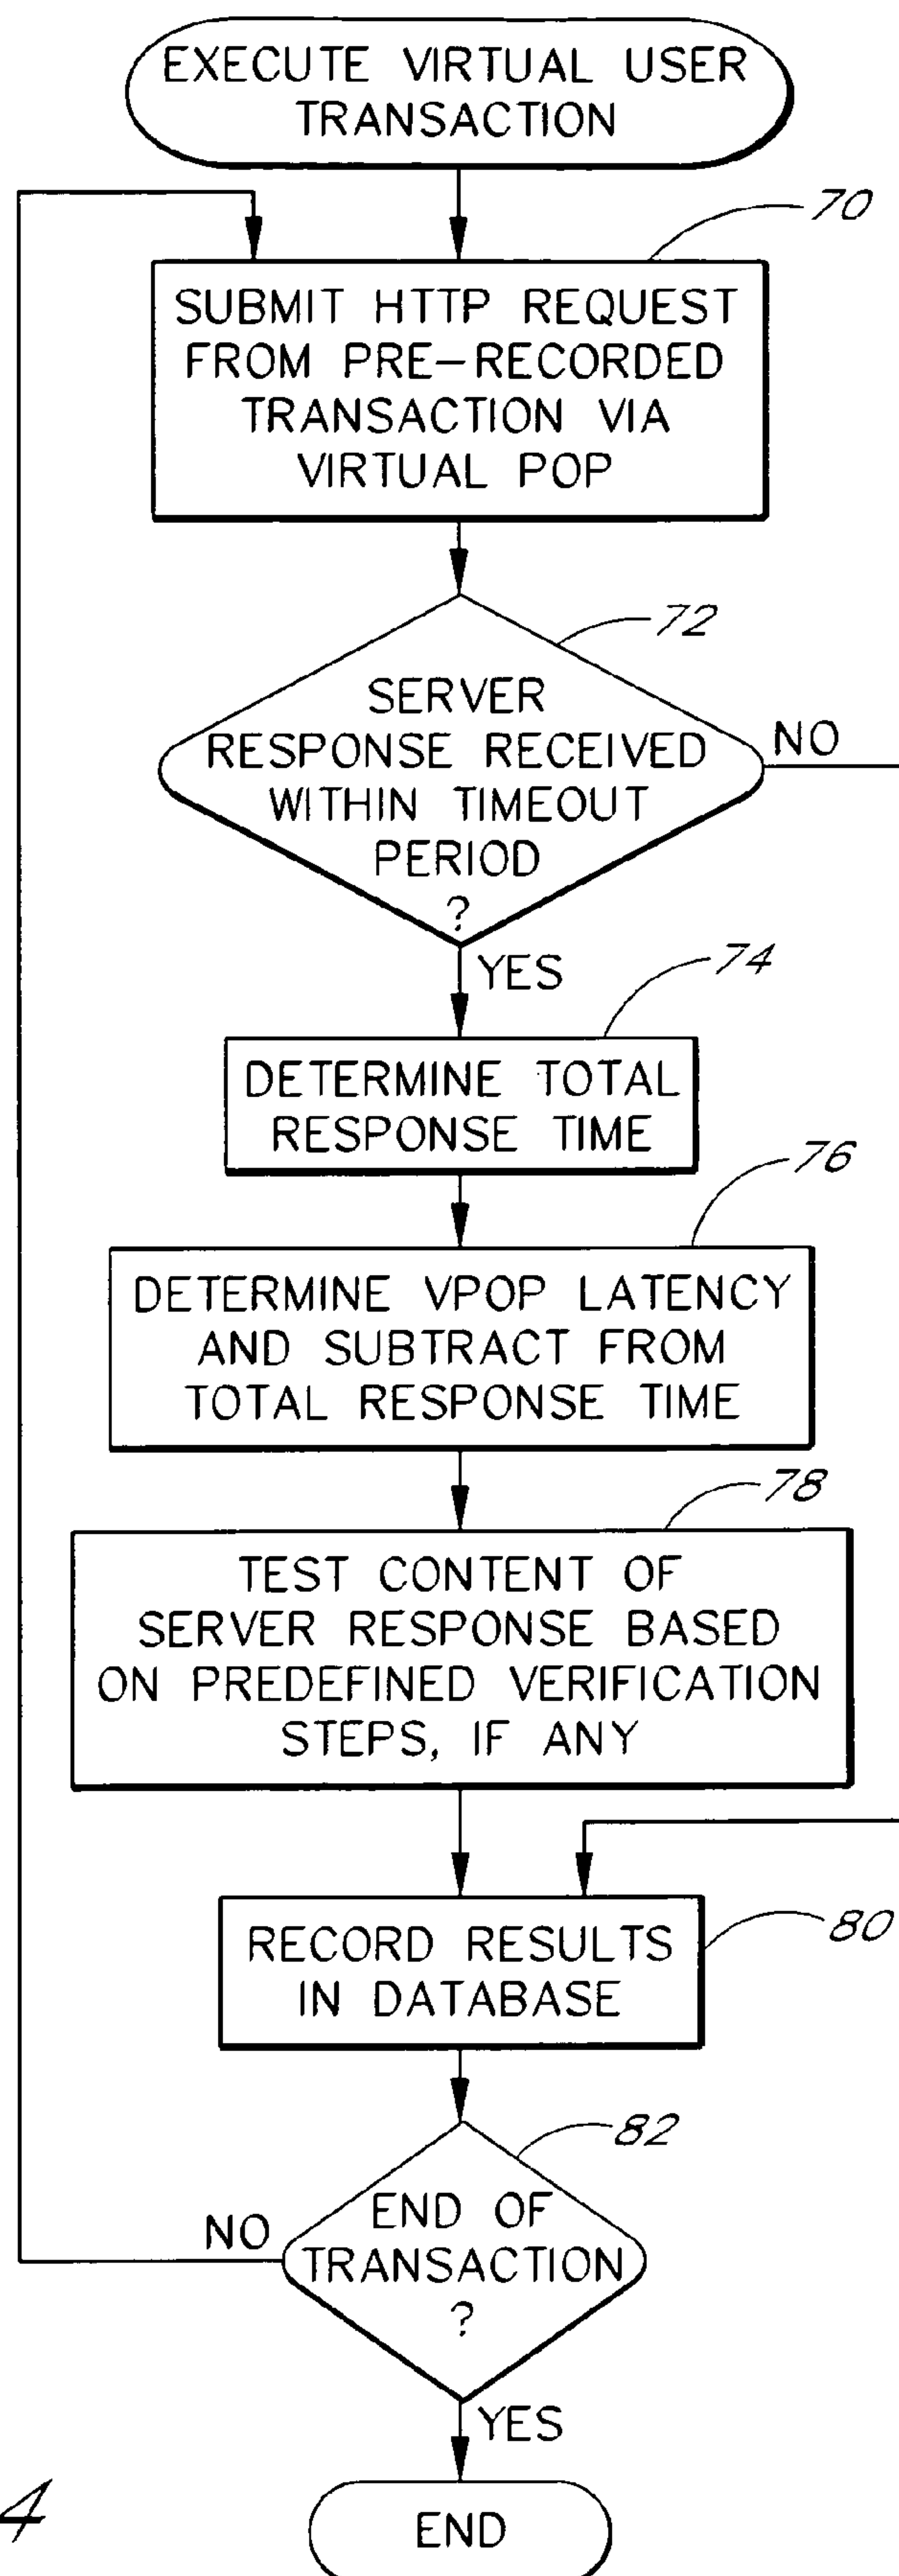 EXECUTE VIRTUAL USER
TRANSACTION
70
SUBMIT HTTP REQUEST
FROM PRE-RECORDED
TRANSACTION VIA
VIRTUAL POP
72
SERVER
RESPONSE RECEIVED
WITHIN TIMEOUT
PERIOD
?
NO
YES
74
DETERMINE TOTAL
RESPONSE TIME
76
DETERMINE VPOP LATENCY
AND SUBTRACT FROM
TOTAL RESPONSE TIME
78
TEST CONTENT OF
SERVER RESPONSE BASED
ON PREDEFINED VERIFICATION
STEPS, IF ANY
80
RECORD RESULTS
IN DATABASE
82
END OF
TRANSACTION
?
NO
YES
4
END